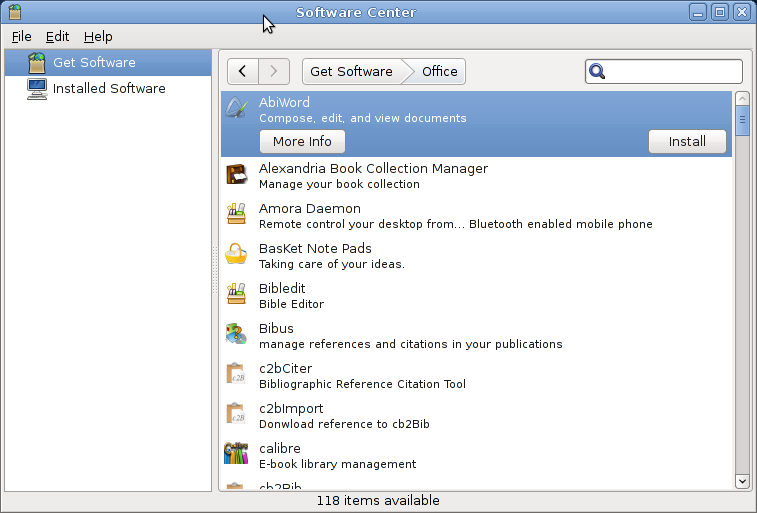 Software Center
File Edit Help
Get Software
Installed Software
Get Software Office
AbiWord
Compose, edit, and view documents
More Info Install
Alexandria Book Collection Manager
Manage your book collection
Amora Daemon
Remote control your desktop from... Bluetooth enabled mobile phone
BasKet Note Pads
Taking care of your ideas.
Bibledit
Bible Editor
Bibus
manage references and citations in your publications
c2bCiter
Bibliographic Reference Citation Tool
c2bImport
Donwload reference to cb2Bib
calibre
E-book library management
cb2Bib
118 items available